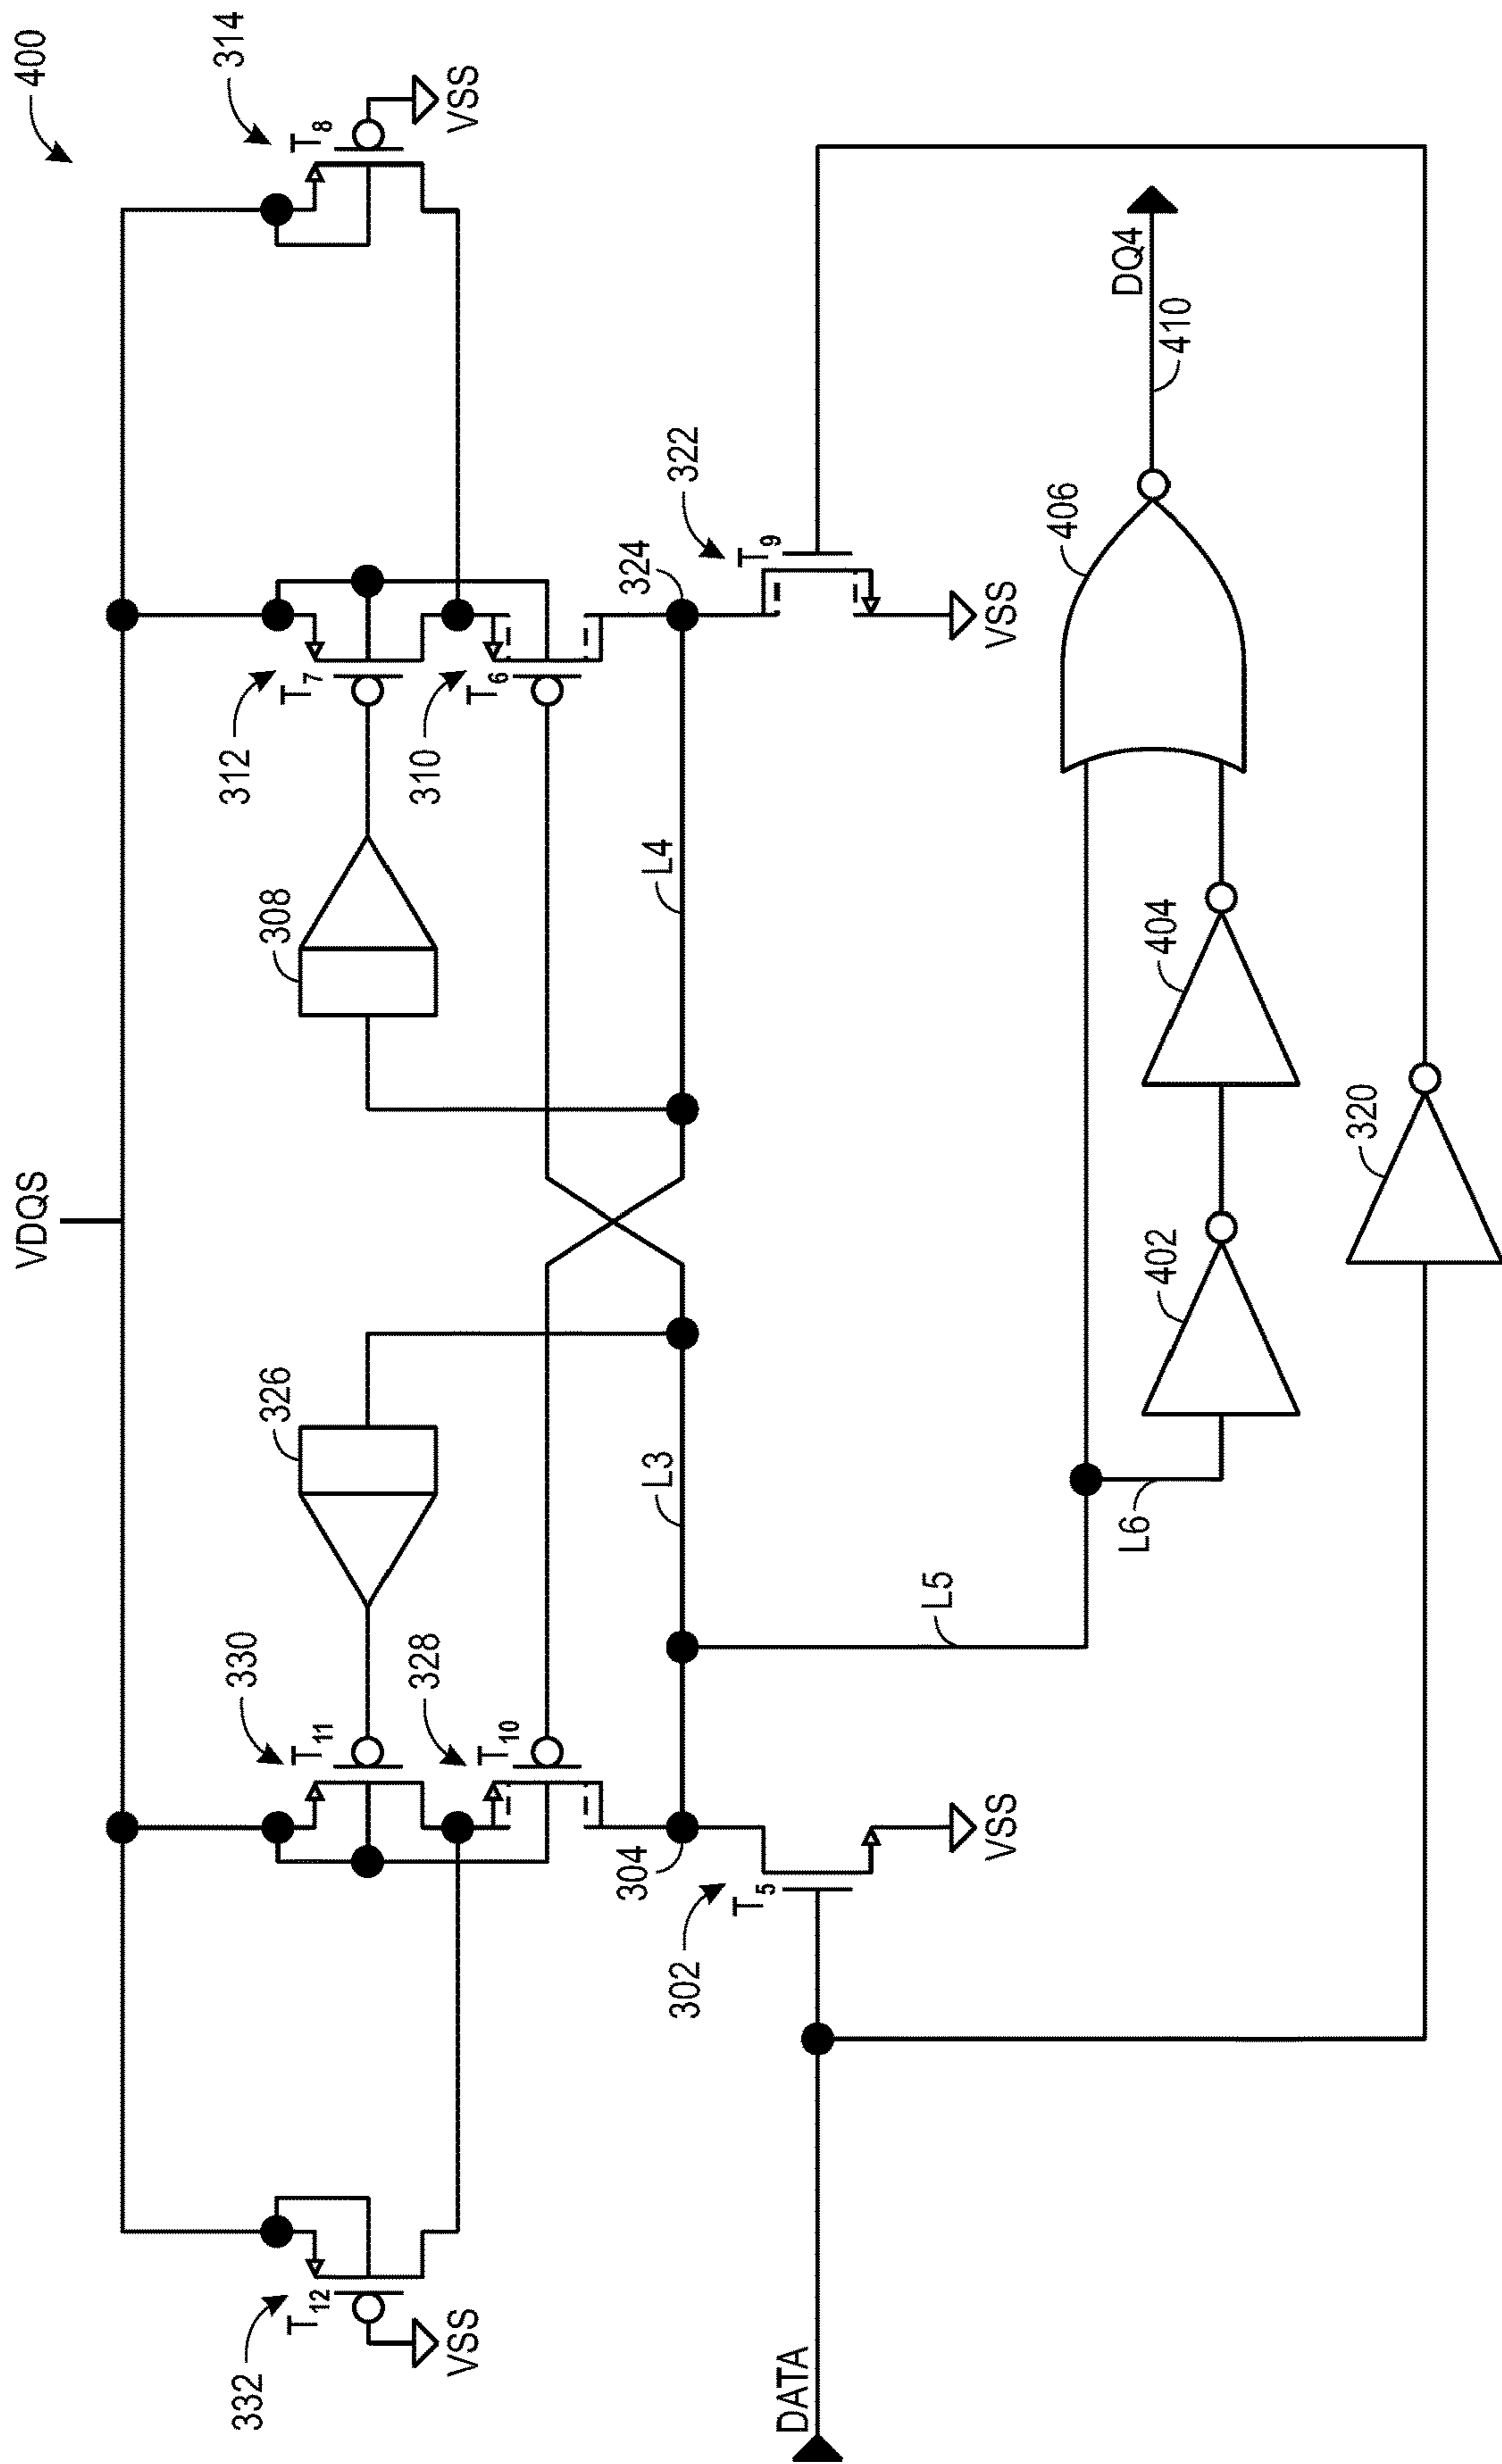 400
VDQS
332
T12
VSS
330
T11
326
308
312
T7
314
T8
VSS
328
T10
310
T6
304
L3
L4
324
302
T5
VSS
322
T9
VSS
DATA
L5
L6
402
404
406
DQ4
410
320